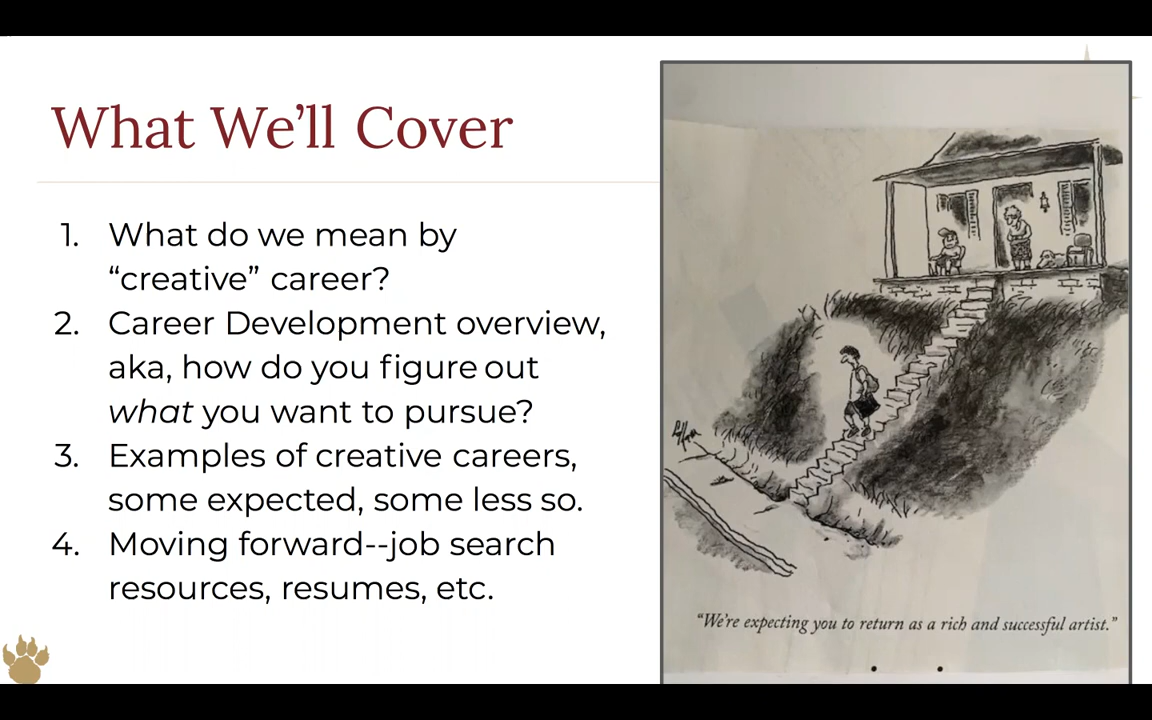 What We’ll Cover
1. What do we mean by
“creative” career?
2. Career Development overview,
aka, how do you figure out
what you want to pursue?
3. Examples of creative careers,
some expected, some less so.
4. Moving forward--job search
resources, resumes, etc.
“We’re expecting you to return as a rich and successful artist.”